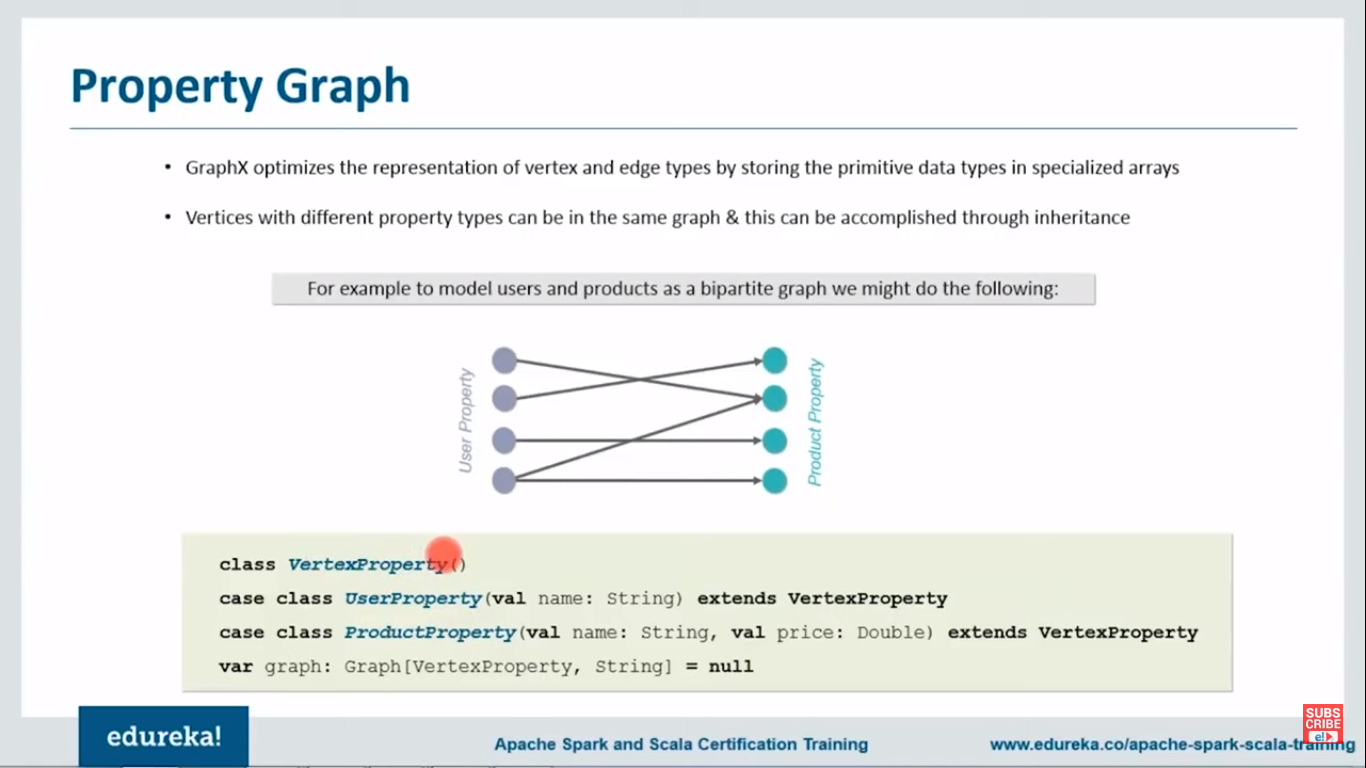 Property Graph
• GraphX optimizes the representation of vertex and edge types by storing the primitive data types in specialized arrays
• Vertices with different property types can be in the same graph & this can be accomplished through inheritance
For example to model users and products as a bipartite graph we might do the following:
User Property
Product Property
class VertexProperty()
case class UserProperty(val name: String) extends VertexProperty
case class ProductProperty(val name: String, val price: Double) extends VertexProperty
var graph: Graph[VertexProperty, String] = null
edureka!
Apache Spark and Scala Certification Training
www.edureka.co/apache-spark-scala-training
SUBS
CRIBE
e!